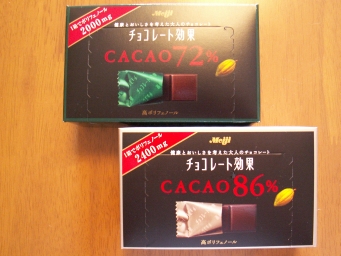 1箱でポリフェノール
2000mg
Meiji
健康とおいしさを考えた大人のチョコレート
チョコレート効果
CACAO72%
高ポリフェノール
1箱でポリフェノール
2400mg
Meiji
健康とおいしさを考えた大人のチョコレート
チョコレート効果
CACAO86%
高ポリフェノール